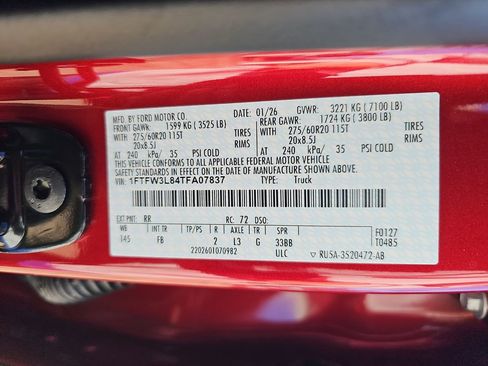 MFD. BY FORD MOTOR CO. DATE: 01/26 GVWR: 3221 KG ( 7100 LB)
FRONT GAWR: 1599 KG ( 3525 LB) REAR GAWR: 1724 KG ( 3800 LB)
WITH 275/60R20 115T TIRES WITH 275/60R20 115T TIRES
20x8.5J RIMS 20x8.5J RIMS
AT 240 kPa/ 35 PSI COLD AT 240 kPa/ 35 PSI COLD
THIS VEHICLE CONFORMS TO ALL APPLICABLE FEDERAL MOTOR VEHICLE
SAFETY STANDARDS IN EFFECT ON THE DATE OF MANUFACTURE SHOWN ABOVE.
1FTFW3L84TFA07837 TYPE: Truck
EXT PNT: RR RC: 72 DSO:
WB INT TR TP/PS R AXLE TR SPR F0127
145 FB 2 L3 G 33BB T0485
2202601070982 ULC RU5A-3520472-AB